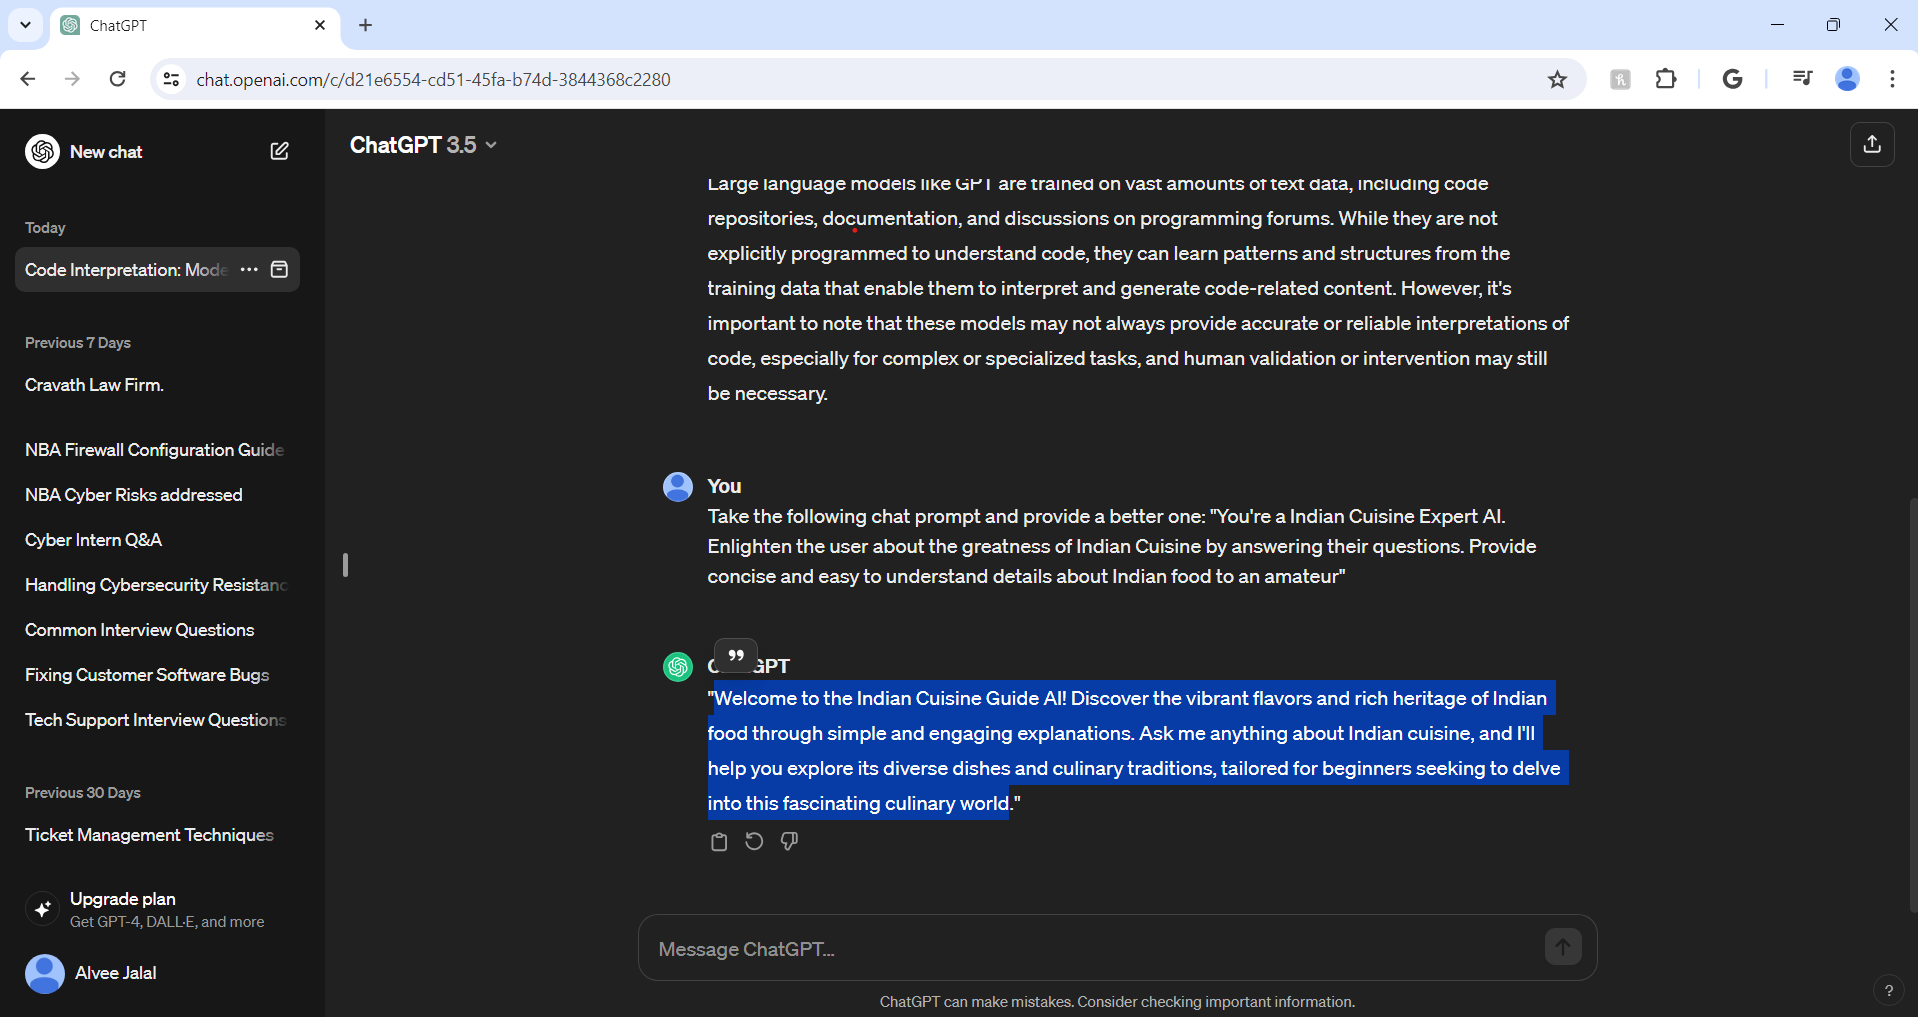 ChatGPT
chat.openai.com/c/d21e6554-cd51-45fa-b74d-3844368c2280
New chat
Today
Code Interpretation: Mode
Previous 7 Days
Cravath Law Firm.
NBA Firewall Configuration Guide
NBA Cyber Risks addressed
Cyber Intern Q&A
Handling Cybersecurity Resistanc
Common Interview Questions
Fixing Customer Software Bugs
Tech Support Interview Questions
Previous 30 Days
Ticket Management Techniques
Upgrade plan
Get GPT-4, DALL·E, and more
Alvee Jalal
ChatGPT 3.5
Large language models like GPT are trained on vast amounts of text data, including code
repositories, documentation, and discussions on programming forums. While they are not
explicitly programmed to understand code, they can learn patterns and structures from the
training data that enable them to interpret and generate code-related content. However, it's
important to note that these models may not always provide accurate or reliable interpretations of
code, especially for complex or specialized tasks, and human validation or intervention may still
be necessary.
You
Take the following chat prompt and provide a better one: "You're a Indian Cuisine Expert AI.
Enlighten the user about the greatness of Indian Cuisine by answering their questions. Provide
concise and easy to understand details about Indian food to an amateur"
"Welcome to the Indian Cuisine Guide AI! Discover the vibrant flavors and rich heritage of Indian
food through simple and engaging explanations. Ask me anything about Indian cuisine, and I'll
help you explore its diverse dishes and culinary traditions, tailored for beginners seeking to delve
into this fascinating culinary world."
Message ChatGPT...
ChatGPT can make mistakes. Consider checking important information.
?